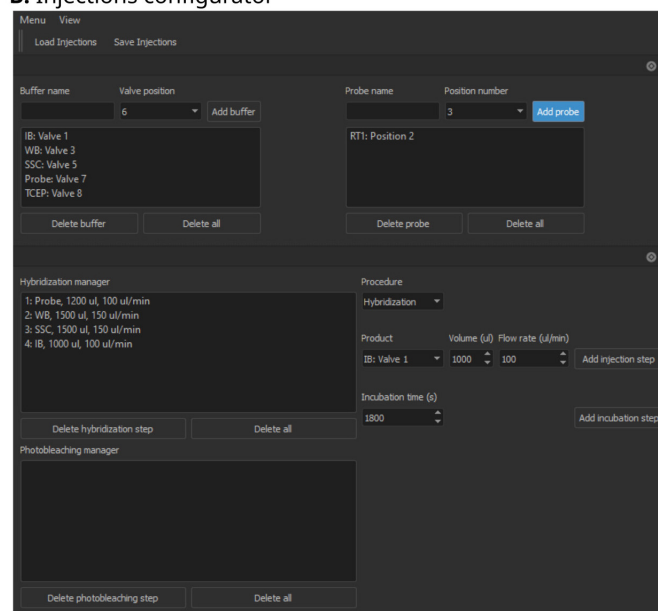 B. Injections configurator
Menu View
Load Injections Save Injections
Buffer name Valve position Probe name Position number
6 Add buffer 3 Add probe
IB: Valve 1 RT1: Position 2
WB: Valve 3
SSC: Valve 5
Probe: Valve 7
TCEP: Valve 8
Delete buffer Delete all Delete probe Delete all
Hybridization manager Procedure
1: Probe, 1200 ul, 100 ul/min Hybridization
2: WB, 1500 ul, 150 ul/min
3: SSC, 1500 ul, 150 ul/min
4: IB, 1000 ul, 100 ul/min
Product Volume (ul) Flow rate (ul/min)
IB: Valve 1 1000 100 Add injection step
Incubation time (s)
1800 Add incubation step
Delete hybridization step Delete all
Photobleaching manager
Delete photobleaching step Delete all